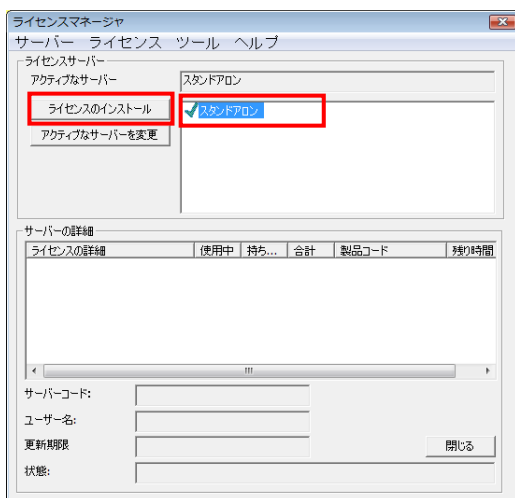 ライセンスマネージャ
サーバー ライセンス ツール ヘルプ
ライセンスサーバー
アクティブなサーバー スタンドアロン
ライセンスのインストール スタンドアロン
アクティブなサーバーを変更
サーバーの詳細
ライセンスの詳細 使用中 持ち... 合計 製品コード 残り時間
サーバーコード:
ユーザー名:
更新期限 閉じる
状態: